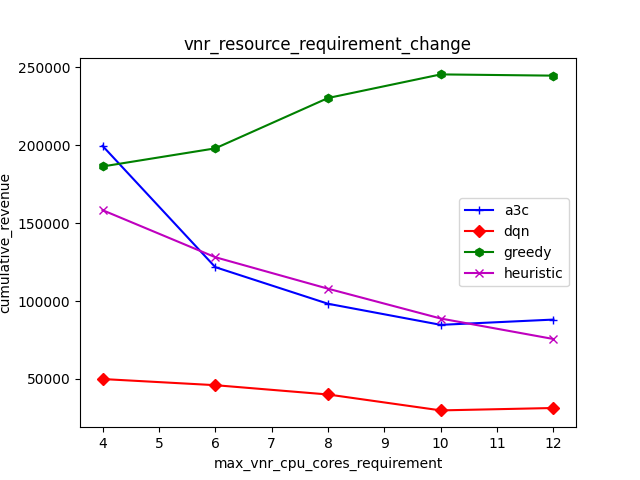 vnr_resource_requirement_change
250000
200000
150000
100000
50000
cumulative_revenue
a3c
dqn
greedy
heuristic
4 5 6 7 8 9 10 11 12
max_vnr_cpu_cores_requirement